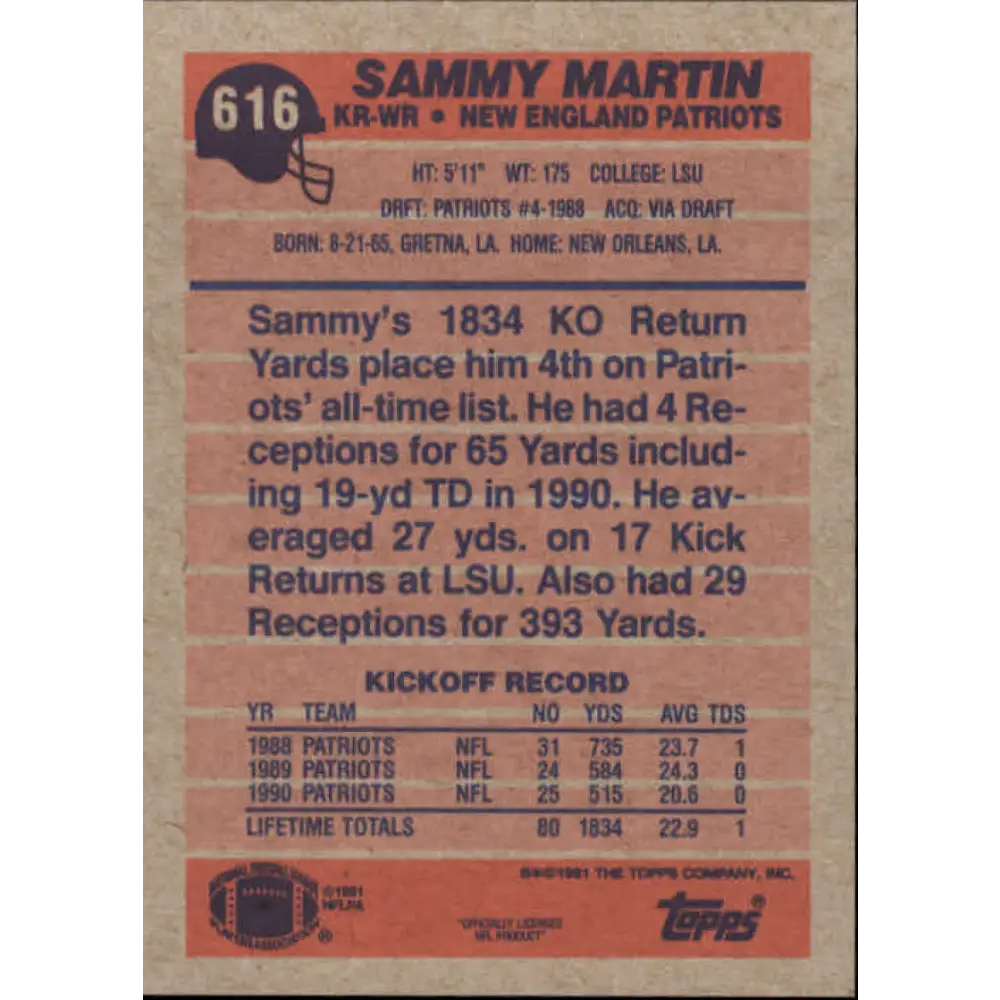 616
SAMMY MARTIN
KR-WR • NEW ENGLAND PATRIOTS
HT: 5'11" WT: 175 COLLEGE: LSU
DRFT: PATRIOTS #4-1988 ACQ: VIA DRAFT
BORN: 8-21-65, GRETNA, LA. HOME: NEW ORLEANS, LA.
Sammy's 1834 KO Return
Yards place him 4th on Patri-
ots' all-time list. He had 4 Re-
ceptions for 65 Yards includ-
ing 19-yd TD in 1990. He av-
eraged 27 yds. on 17 Kick
Returns at LSU. Also had 29
Receptions for 393 Yards.
KICKOFF RECORD
YR TEAM NO YDS AVG TDS
1988 PATRIOTS NFL 31 735 23.7 1
1989 PATRIOTS NFL 24 584 24.3 0
1990 PATRIOTS NFL 25 515 20.6 0
LIFETIME TOTALS 80 1834 22.9 1
©1991 THE TOPPS COMPANY, INC.
©1991
NFLPA
®
"OFFICIALLY LICENSED
NFL PRODUCT"
topps®